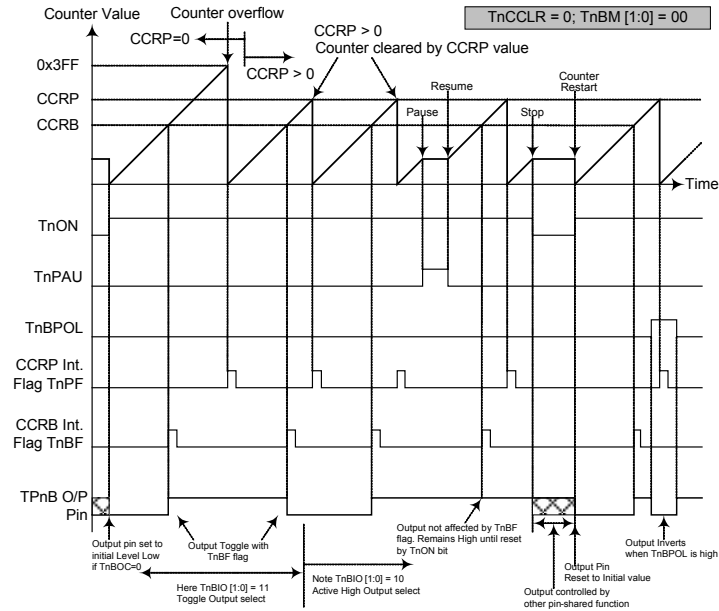 Counter Value
Counter overflow
TnCCLR = 0; TnBM [1:0] = 00
CCRP=0
CCRP > 0
CCRP > 0
Counter cleared by CCRP value
0x3FF
CCRP
CCRB
Pause
Resume
Stop
Counter
Restart
Time
TnON
TnPAU
TnBPOL
CCRP Int.
Flag TnPF
CCRB Int.
Flag TnBF
TPnB O/P
Pin
Output pin set to
initial Level Low
if TnBOC=0
Output Toggle with
TnBF flag
Here TnBIO [1:0] = 11
Toggle Output select
Note TnBIO [1:0] = 10
Active High Output select
Output not affected by TnBF
flag. Remains High until reset
by TnON bit
Output controlled by
other pin-shared function
Output Pin
Reset to Initial value
Output Inverts
when TnBPOL is high